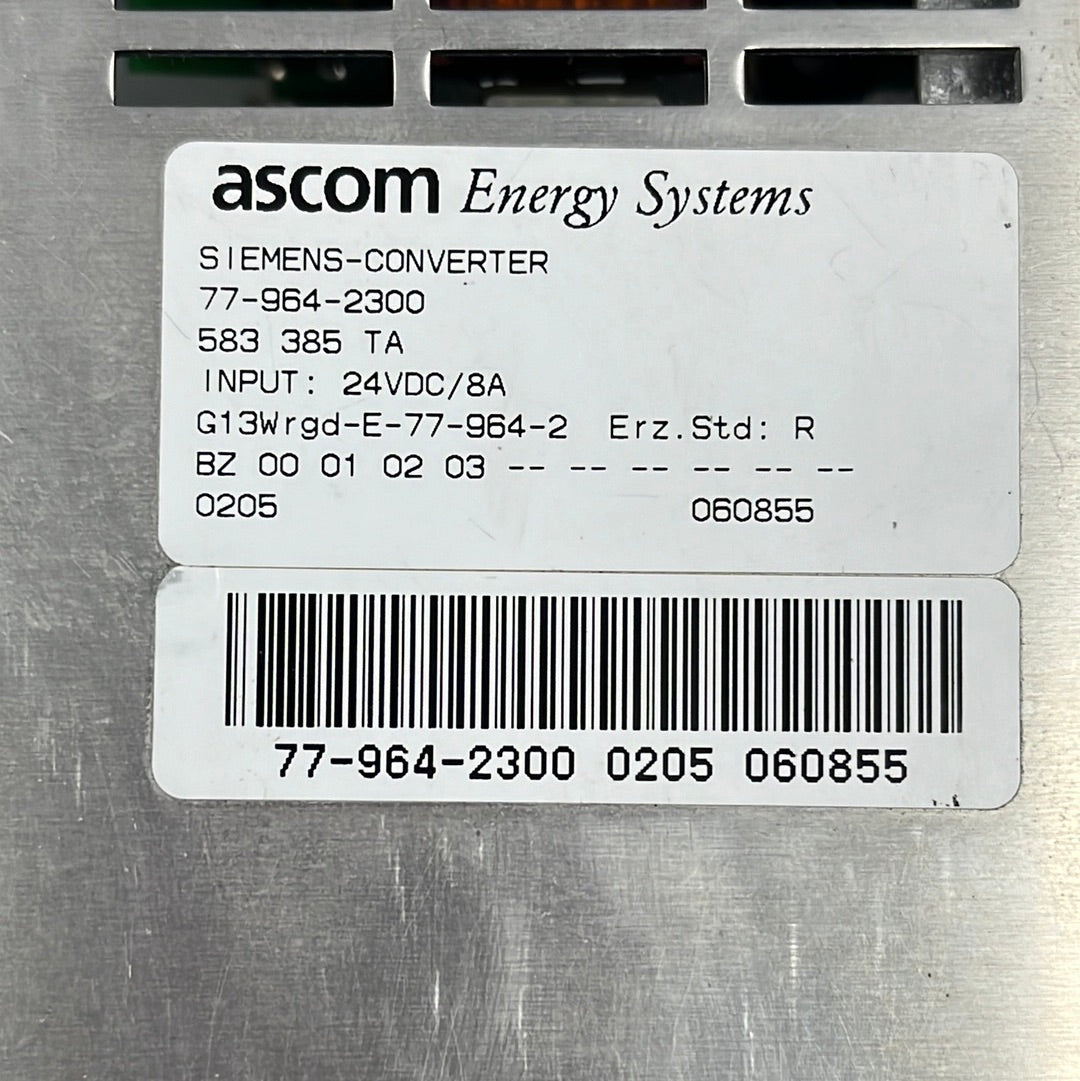 ascom Energy Systems
SIEMENS-CONVERTER
77-964-2300
583 385 TA
INPUT: 24VDC/8A
G13Wrgd-E-77-964-2 Erz.Std: R
BZ 00 01 02 03 -- -- -- -- -- --
0205 060855
77-964-2300 0205 060855